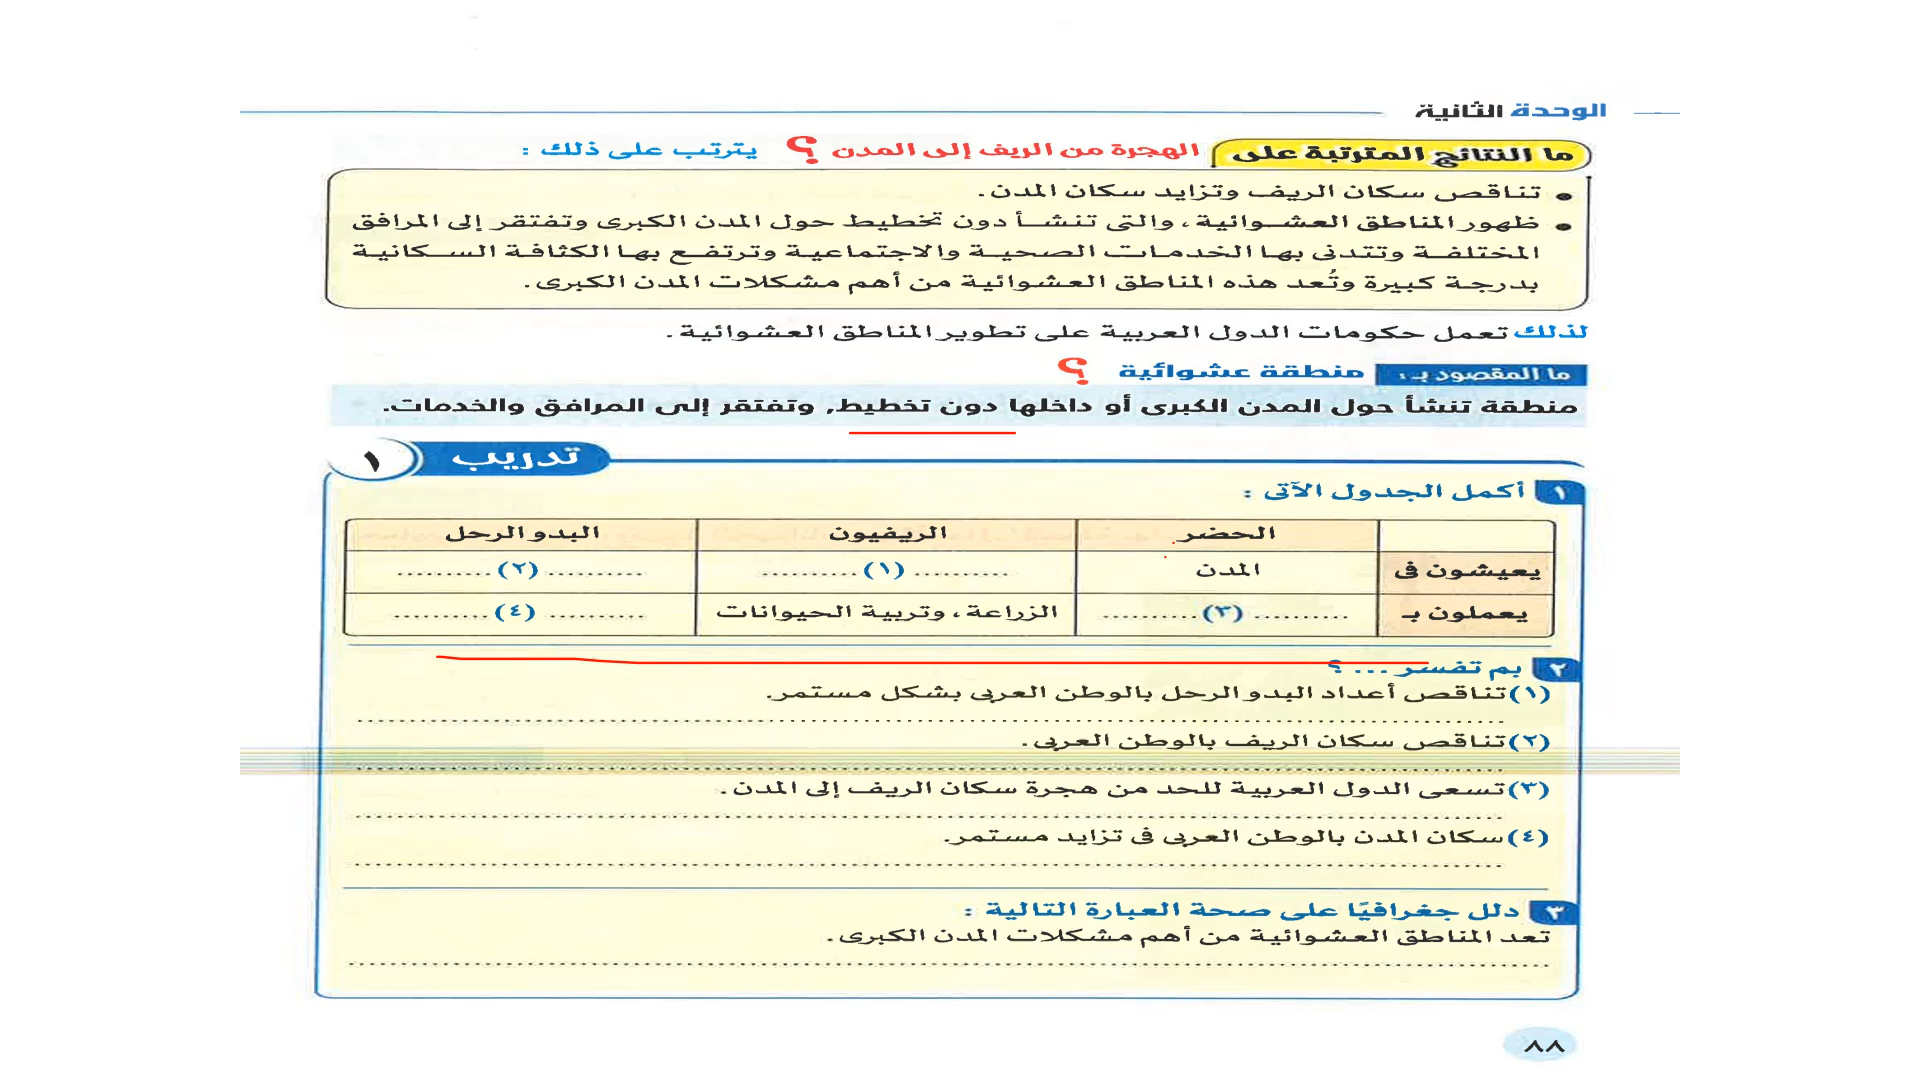 الوحدة الثانية
ما النتائج المترتبة على الهجرة من الريف إلى المدن ؟ يترتب على ذلك :
• تناقص سكان الريف وتزايد سكان المدن.
• ظهور المناطق العشوائية، والتى تنشأ دون تخطيط حول المدن الكبرى وتفتقر إلى المرافق
المختلفة وتتدنى بها الخدمات الصحية والاجتماعية وترتفع بها الكثافة السكانية
بدرجة كبيرة وتُعد هذه المناطق العشوائية من أهم مشكلات المدن الكبرى.
لذلك تعمل حكومات الدول العربية على تطوير المناطق العشوائية.
ما المقصود بـ : منطقة عشوائية ؟
منطقة تنشأ حول المدن الكبرى أو داخلها دون تخطيط, وتفتقر إلى المرافق والخدمات.
تدريب ١
١ أكمل الجدول الآتى :
الحضر الريفيون البدو الرحل
يعيشون فى المدن .......... (١) .......... .......... (٢) ..........
يعملون بـ .......... (٣) .......... الزراعة، وتربية الحيوانات .......... (٤) ..........
٢ بم تفسر ... ؟
(١) تناقص أعداد البدو الرحل بالوطن العربى بشكل مستمر.
(٢) تناقص سكان الريف بالوطن العربى.
(٣) تسعى الدول العربية للحد من هجرة سكان الريف إلى المدن.
(٤) سكان المدن بالوطن العربى فى تزايد مستمر.
٣ دلل جغرافيًا على صحة العبارة التالية :
تعد المناطق العشوائية من أهم مشكلات المدن الكبرى.
٨٨